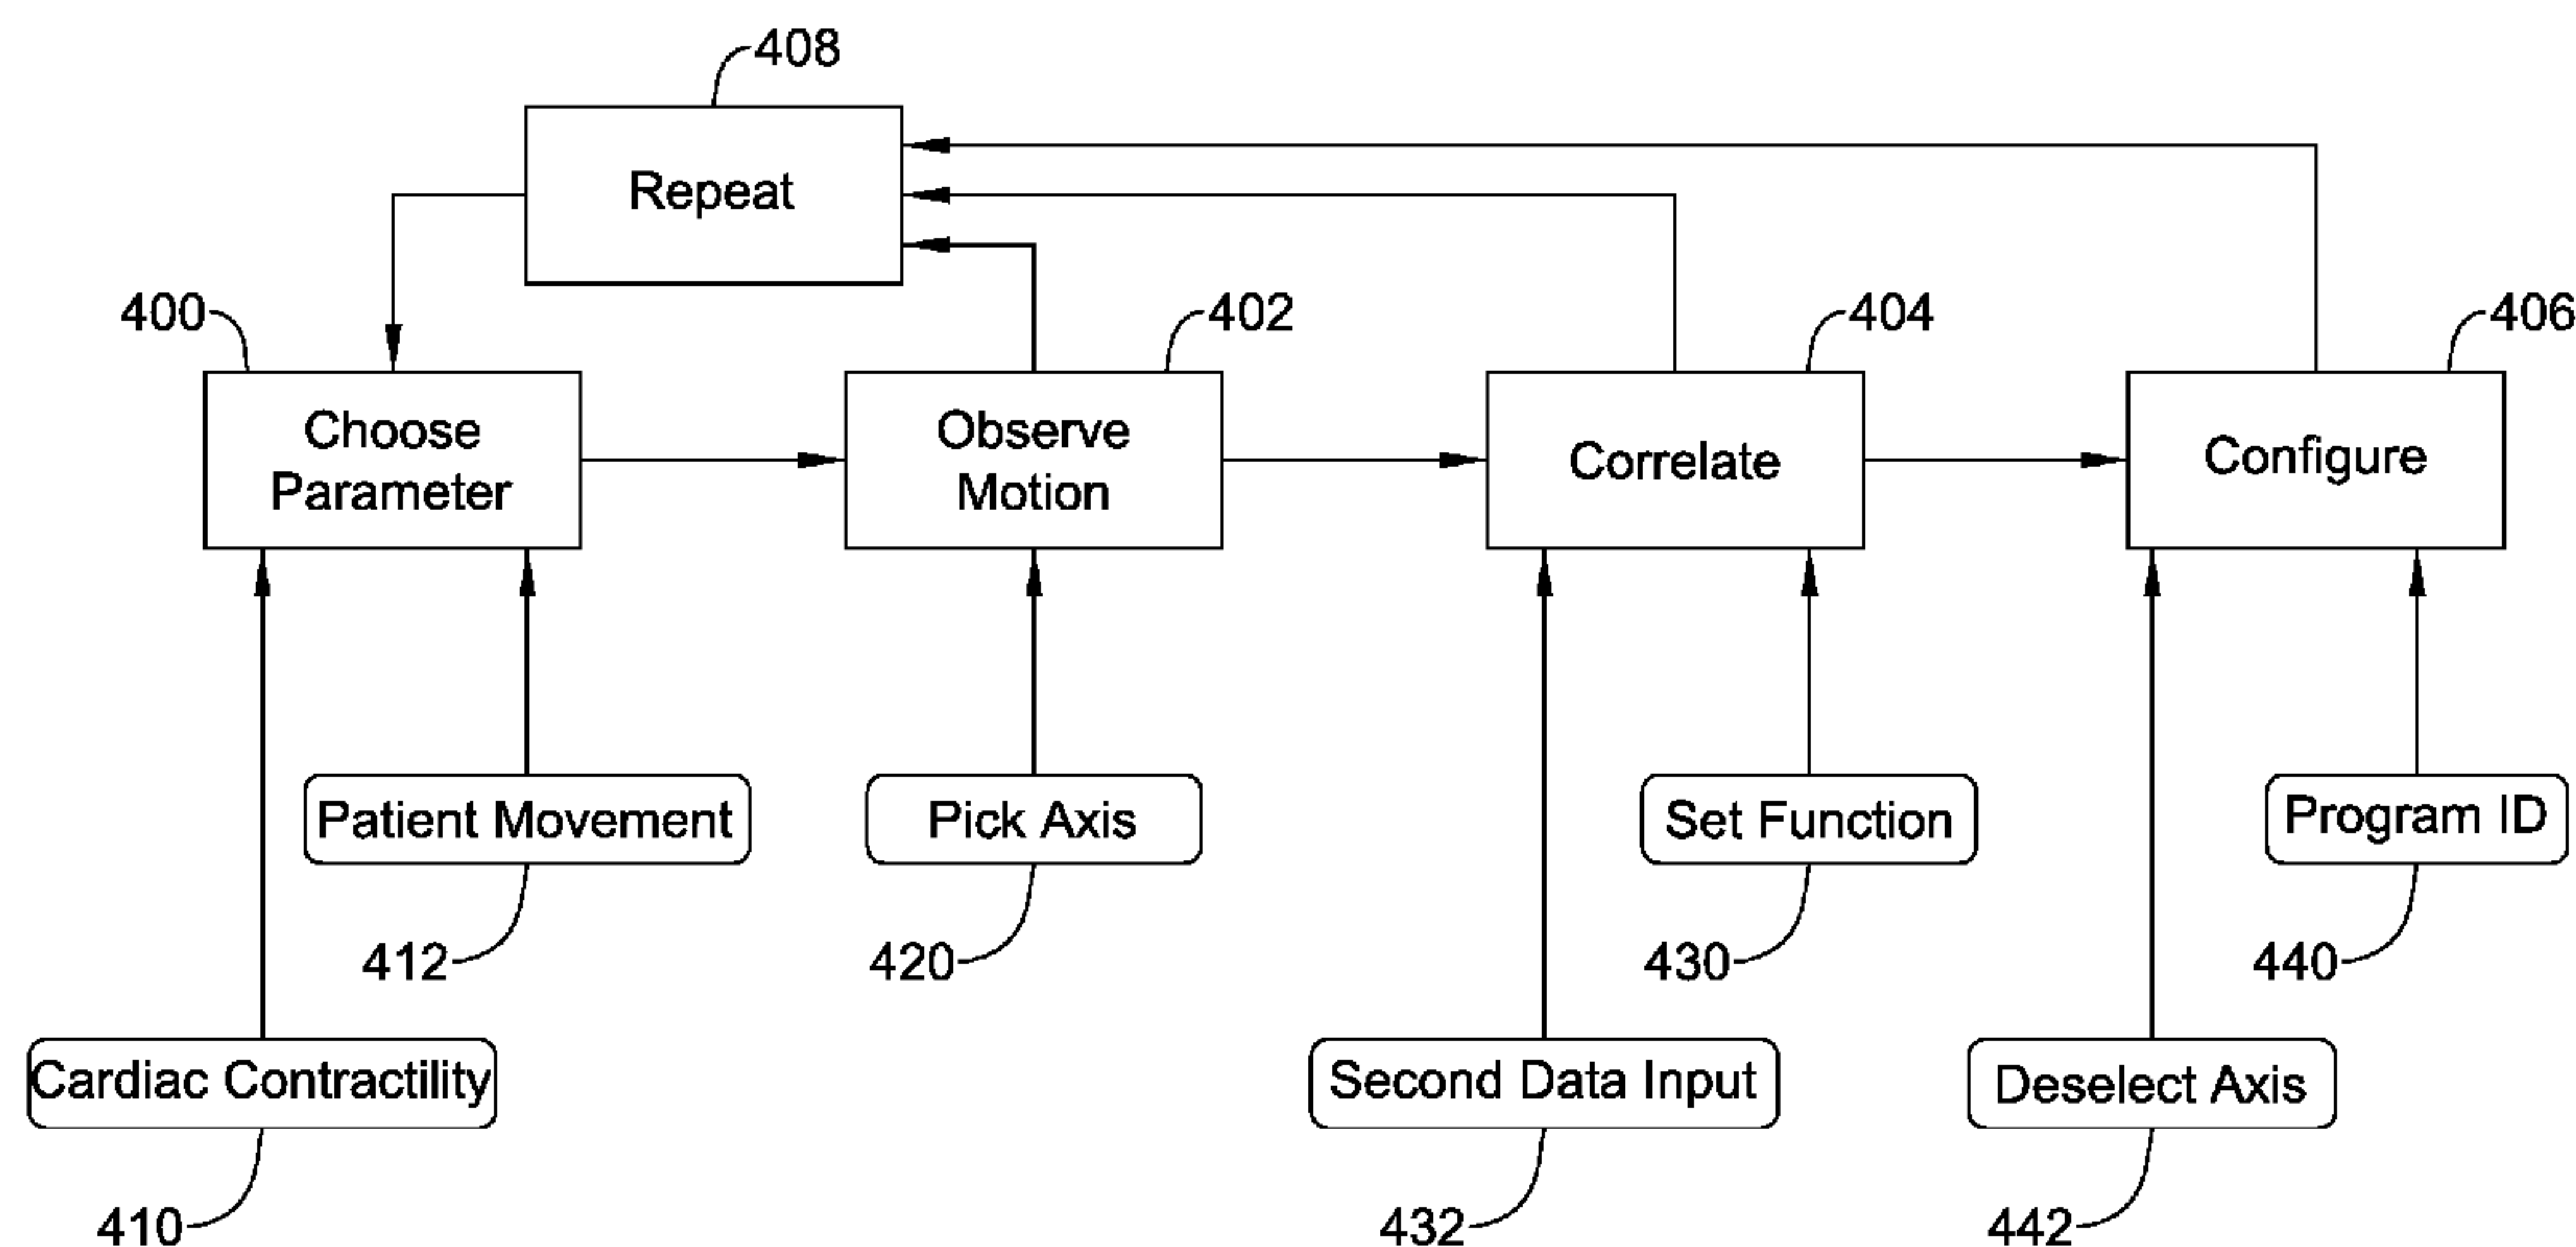 408
Repeat
400
402
404
406
Choose
Parameter
Observe
Motion
Correlate
Configure
Patient Movement
Pick Axis
Set Function
Program ID
412
420
430
440
Cardiac Contractility
Second Data Input
Deselect Axis
410
432
442